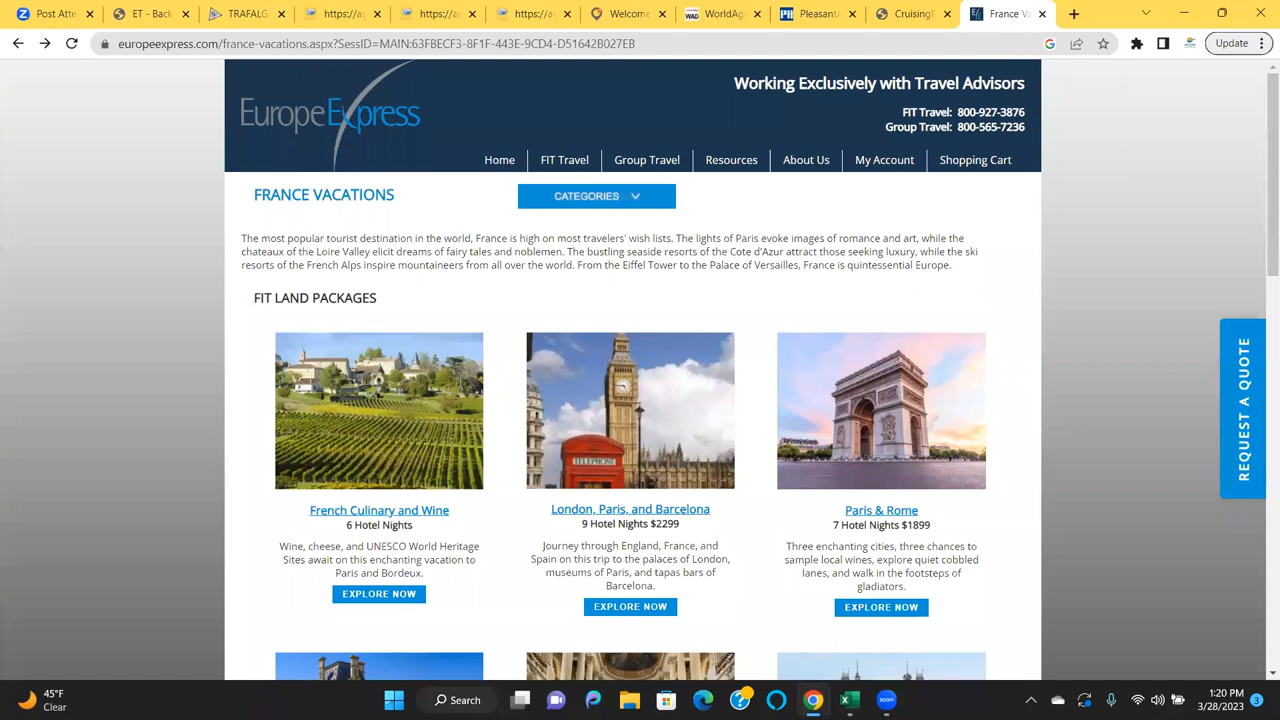 Post Atte
ET - Back
TRAFALG
https://ag
https://ag
https://ag
Welcome
WorldAg
PleasantA
CruisingP
France Va
europeexpress.com/france-vacations.aspx?SessID=MAIN:63FBECF3-8F1F-443E-9CD4-D51642B027EB
Update
EuropeExpress
Working Exclusively with Travel Advisors
FIT Travel: 800-927-3876
Group Travel: 800-565-7236
Home
FIT Travel
Group Travel
Resources
About Us
My Account
Shopping Cart
FRANCE VACATIONS
CATEGORIES
The most popular tourist destination in the world, France is high on most travelers' wish lists. The lights of Paris evoke images of romance and art, while the
chateaux of the Loire Valley elicit dreams of fairy tales and noblemen. The bustling seaside resorts of the Cote d'Azur attract those seeking luxury, while the ski
resorts of the French Alps inspire mountaineers from all over the world. From the Eiffel Tower to the Palace of Versailles, France is quintessential Europe.
FIT LAND PACKAGES
TELEPHONE
French Culinary and Wine
6 Hotel Nights
Wine, cheese, and UNESCO World Heritage
Sites await on this enchanting vacation to
Paris and Bordeux.
EXPLORE NOW
London, Paris, and Barcelona
9 Hotel Nights $2299
Journey through England, France, and
Spain on this trip to the palaces of London,
museums of Paris, and tapas bars of
Barcelona.
EXPLORE NOW
Paris & Rome
7 Hotel Nights $1899
Three enchanting cities, three chances to
sample local wines, explore quiet cobbled
lanes, and walk in the footsteps of
gladiators.
EXPLORE NOW
REQUEST A QUOTE
45°F
Clear
Search
zoom
1:20 PM
3/28/2023
3